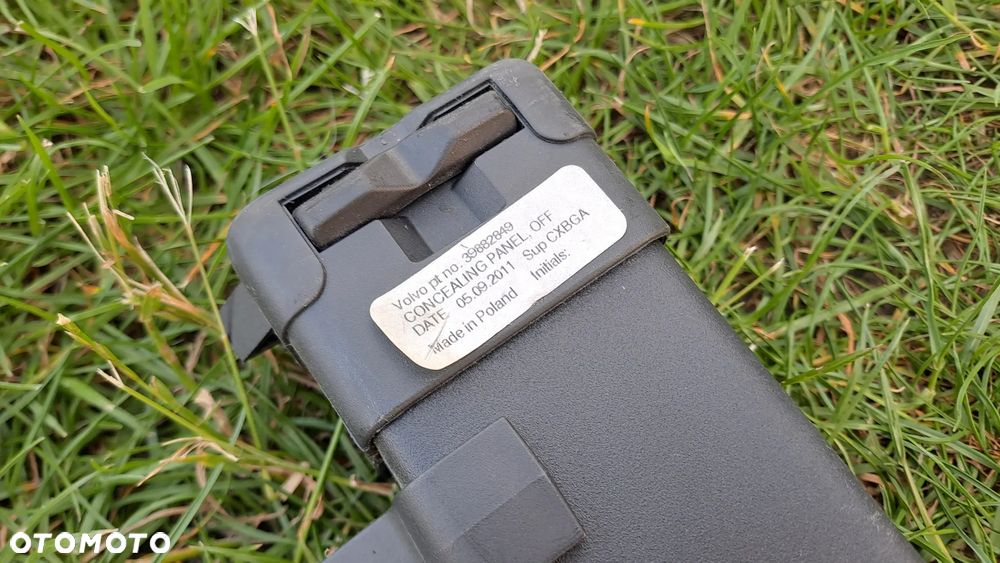 Volvo pt no. 39882849
CONCEALING PANEL, OFF
DATE 05.09.2011 Sup CXBGA
Made in Poland Initials:
OTOMOTO